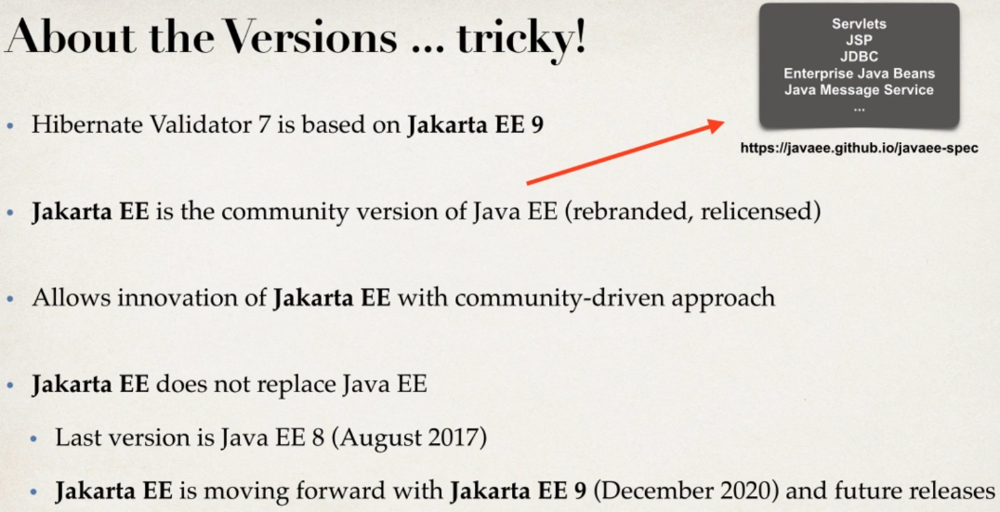 About the Versions ... tricky!
Servlets
JSP
JDBC
Enterprise Java Beans
Java Message Service
...
https://javaee.github.io/javaee-spec
• Hibernate Validator 7 is based on Jakarta EE 9
• Jakarta EE is the community version of Java EE (rebranded, relicensed)
• Allows innovation of Jakarta EE with community-driven approach
• Jakarta EE does not replace Java EE
• Last version is Java EE 8 (August 2017)
• Jakarta EE is moving forward with Jakarta EE 9 (December 2020) and future releases